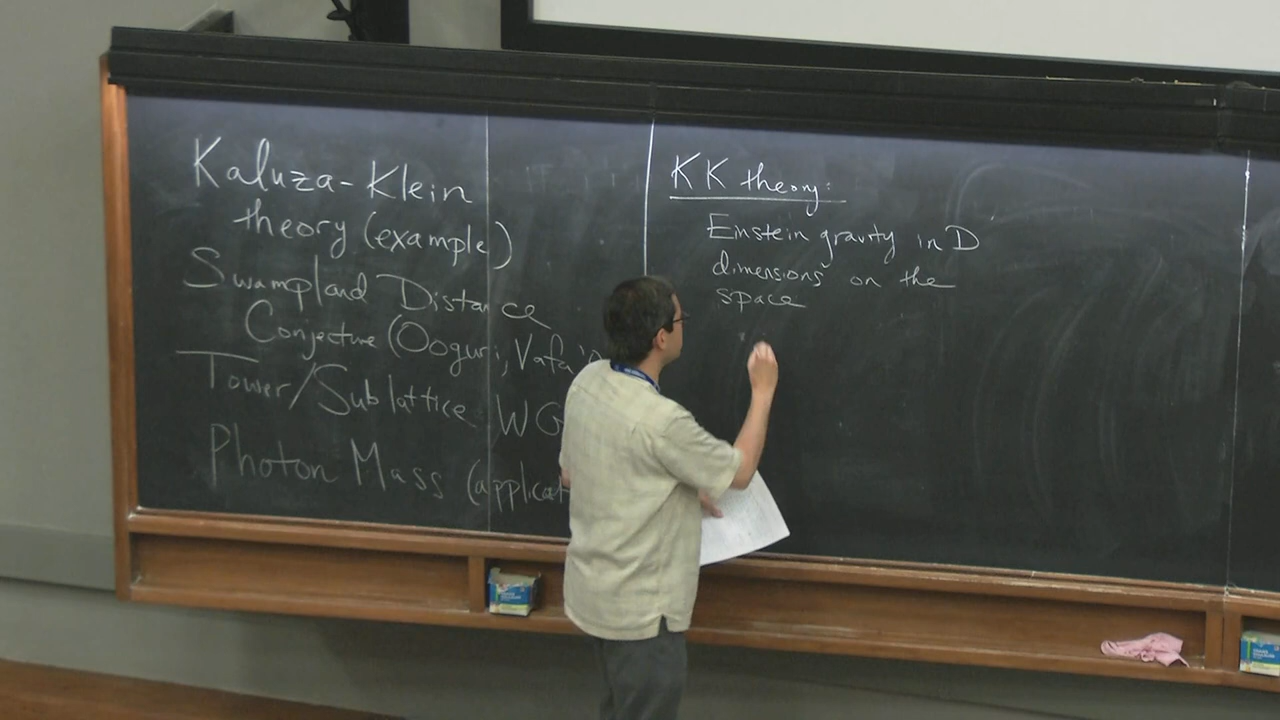 Kaluza-Klein
theory (example)
Swampland Distance
Conjecture (Ooguri, Vafa '0
Tower/Sublattice WG
Photon Mass (applicat
KK theory:
Einstein gravity in D
dimensions on the
space